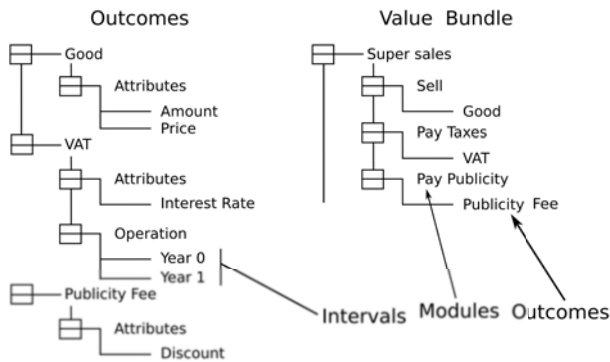 Outcomes
Good
Attributes
Amount
Price
VAT
Attributes
Interest Rate
Operation
Year 0
Year 1
Publicity Fee
Attributes
Discount
Value Bundle
Super sales
Sell
Good
Pay Taxes
VAT
Pay Publicity
Publicity Fee
Intervals Modules Outcomes